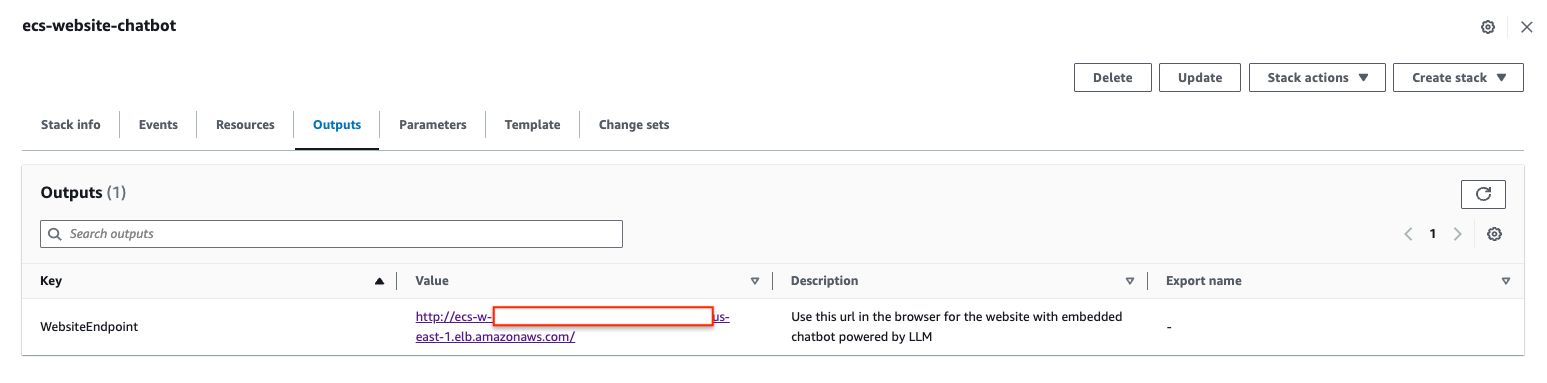 ecs-website-chatbot
Delete
Update
Stack actions
Create stack
Stack info
Events
Resources
Outputs
Parameters
Template
Change sets
Outputs (1)
Search outputs
1
Key
Value
Description
Export name
WebsiteEndpoint
http://ecs-w-
us-
east-1.elb.amazonaws.com/
Use this url in the browser for the website with embedded
chatbot powered by LLM
-